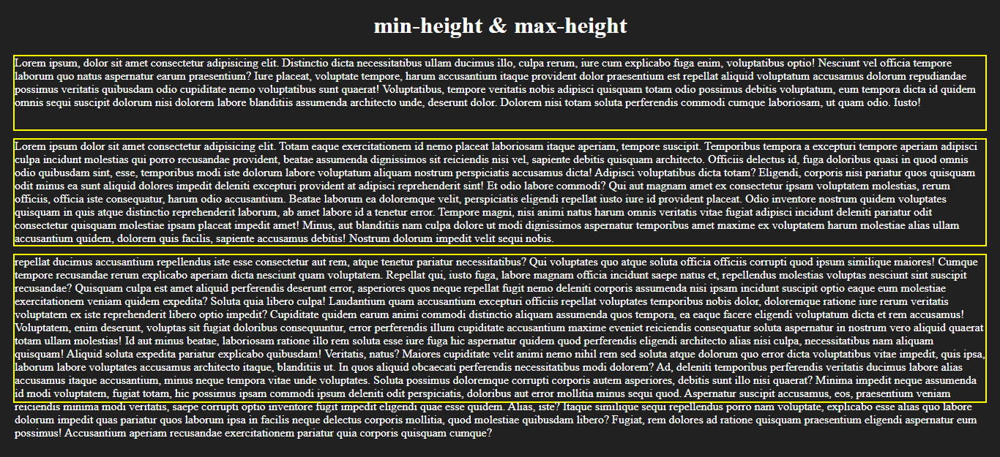 min-height & max-height
Lorem ipsum, dolor sit amet consectetur adipisicing elit. Distinctio dicta necessitatibus ullam ducimus illo, culpa rerum, iure cum explicabo fuga enim, voluptatibus optio! Nesciunt vel officia tempore
laborum quo natus aspernatur earum praesentium? Iure placeat, voluptate tempore, harum accusantium itaque provident dolor praesentium est repellat aliquid voluptatum accusamus dolorum repudiandae
possimus veritatis quibusdam odio cupiditate nemo voluptatibus sunt quaerat! Voluptatibus, tempore veritatis nobis adipisci quisquam totam odio possimus debitis voluptatum, eum tempora dicta id quidem
omnis sequi suscipit dolorum nisi dolorem labore blanditiis assumenda architecto unde, deserunt dolor. Dolorem nisi totam soluta perferendis commodi cumque laboriosam, ut quam odio. Iusto!
Lorem ipsum dolor sit amet consectetur adipisicing elit. Totam eaque exercitationem id nemo placeat laboriosam itaque aperiam, tempore suscipit. Temporibus tempora a excepturi tempore aperiam adipisci
culpa incidunt molestias qui porro recusandae provident, beatae assumenda dignissimos sit reiciendis nisi vel, sapiente debitis quisquam architecto. Officiis delectus id, fuga doloribus quasi in quod omnis
odio quibusdam sint, esse, temporibus modi iste dolorum labore voluptatum aliquam nostrum perspiciatis accusamus dicta! Adipisci voluptatibus dicta totam? Eligendi, corporis nisi pariatur quos quisquam
odit minus ea sunt aliquid dolores impedit deleniti excepturi provident at adipisci reprehenderit sint! Et odio labore commodi? Qui aut magnam amet ex consectetur ipsam voluptatem molestias, rerum
officiis, officia iste consequatur, harum odio accusantium. Beatae laborum ea doloremque velit, perspiciatis eligendi repellat iusto iure id provident placeat. Odio inventore nostrum quidem voluptates
quisquam in quis atque distinctio reprehenderit laborum, ab amet labore id a tenetur error. Tempore magni, nisi animi natus harum omnis veritatis vitae fugiat adipisci incidunt deleniti pariatur odit
consectetur quisquam molestiae ipsam placeat impedit amet! Minus, aut blanditiis nam culpa dolore ut modi dignissimos aspernatur temporibus amet maxime ex voluptatem harum molestiae alias ullam
accusantium quidem, dolorem quis facilis, sapiente accusamus debitis! Nostrum dolorum impedit velit sequi nobis.
repellat ducimus accusantium repellendus iste esse consectetur aut rem, atque tenetur pariatur necessitatibus? Qui voluptates quo atque soluta officia officiis corrupti quod ipsum similique maiores! Cumque
tempore recusandae rerum explicabo aperiam dicta nesciunt quam voluptatem. Repellat qui, iusto fuga, labore magnam officia incidunt saepe natus et, repellendus molestias voluptas nesciunt sint suscipit
recusandae? Quisquam culpa est amet aliquid perferendis deserunt error, asperiores quos neque repellat fugit nemo deleniti corporis assumenda nisi ipsam incidunt suscipit optio eaque eum molestiae
exercitationem veniam quidem expedita? Soluta quia libero culpa! Laudantium quam accusantium excepturi officiis repellat voluptates temporibus nobis dolor, doloremque ratione iure rerum veritatis
voluptatem ex iste reprehenderit libero optio impedit? Cupiditate quidem earum animi commodi distinctio aliquam assumenda quos tempora, ea eaque facere eligendi voluptatum dicta et rem accusamus!
Voluptatem, enim deserunt, voluptas sit fugiat doloribus consequuntur, error perferendis illum cupiditate accusantium maxime eveniet reiciendis consequatur soluta aspernatur in nostrum vero aliquid quaerat
totam ullam molestias! Id aut minus beatae, laboriosam ratione illo rem soluta esse iure fuga hic aspernatur quidem quod perferendis eligendi architecto alias nisi culpa, necessitatibus nam aliquam
quisquam! Aliquid soluta expedita pariatur explicabo quibusdam! Veritatis, natus? Maiores cupiditate velit animi nemo nihil rem sed soluta atque dolorum quo error dicta voluptatibus vitae impedit, quis ipsa,
laborum labore voluptates accusamus architecto itaque, blanditiis ut. In quos aliquid obcaecati perferendis necessitatibus modi dolorem? Ad, deleniti temporibus perferendis veritatis ducimus labore alias
accusamus itaque accusantium, minus neque tempora vitae unde voluptates. Soluta possimus doloremque corrupti corporis autem asperiores, debitis sunt illo nisi quaerat? Minima impedit neque assumenda
id modi voluptatem, fugiat totam, hic possimus ipsam commodi ipsum deleniti odit perspiciatis, doloribus aut error mollitia minus sequi quod. Aspernatur suscipit accusamus, eos, praesentium veniam
reiciendis minima modi veritatis, saepe corrupti optio inventore fugit impedit eligendi quae esse quidem. Alias, iste? Itaque similique sequi repellendus porro nam voluptate, explicabo esse alias quo labore
dolorum impedit quas pariatur quos laborum ipsa in facilis neque delectus corporis mollitia, quod molestiae quibusdam libero? Fugiat, rem dolores ad ratione quisquam praesentium eligendi aspernatur eum
possimus! Accusantium aperiam recusandae exercitationem pariatur quia corporis quisquam cumque?